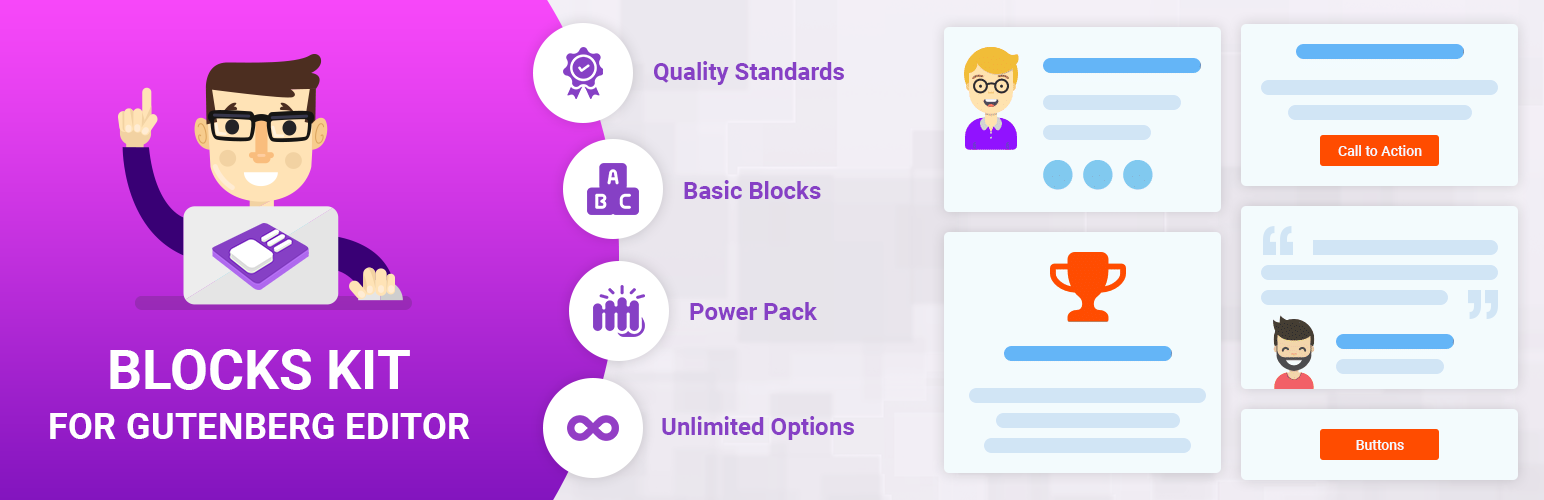 BLOCKS KIT
FOR GUTENBERG EDITOR
Quality Standards
A
B C
Basic Blocks
Power Pack
Unlimited Options
Call to Action
Buttons